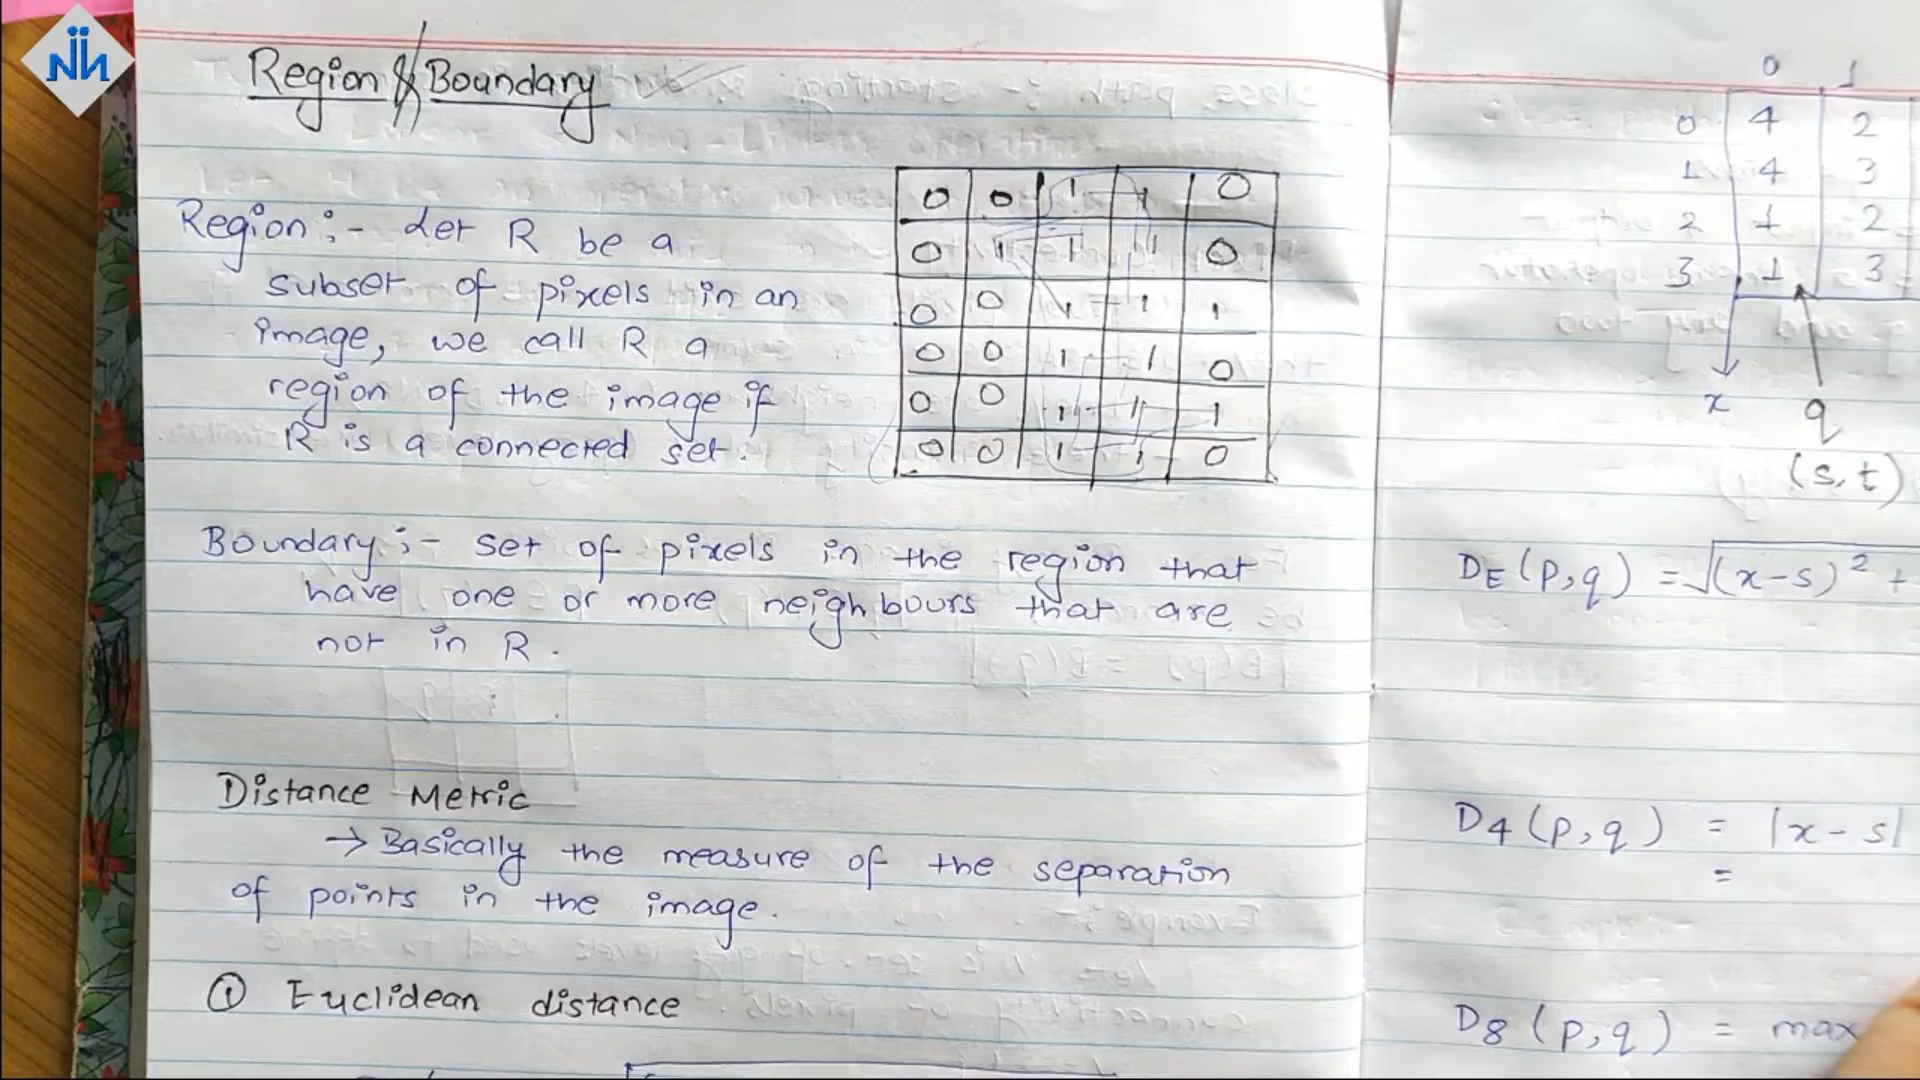 NJN
Region & Boundary
Region :- Let R be a
subset of pixels in an
image, we call R a
region of the image if
R is a connected set.
0 0 1 1 0
0 1 1 1 0
0 0 1 1 1
0 0 1 1 0
0 0 1 1 1
0 0 1 1 0
Boundary :- set of pixels in the region that
have one or more neighbours that are
not in R.
Distance Metric
→ Basically the measure of the separation
of points in the image.
① Euclidean distance
0 1
0 4 2
1 4 3
2 1 2
3 1 3
x q
(s,t)
DE (p,q) = √(x-s)² +
D4 (p,q) = |x-s|
=
D8 (p,q) = max